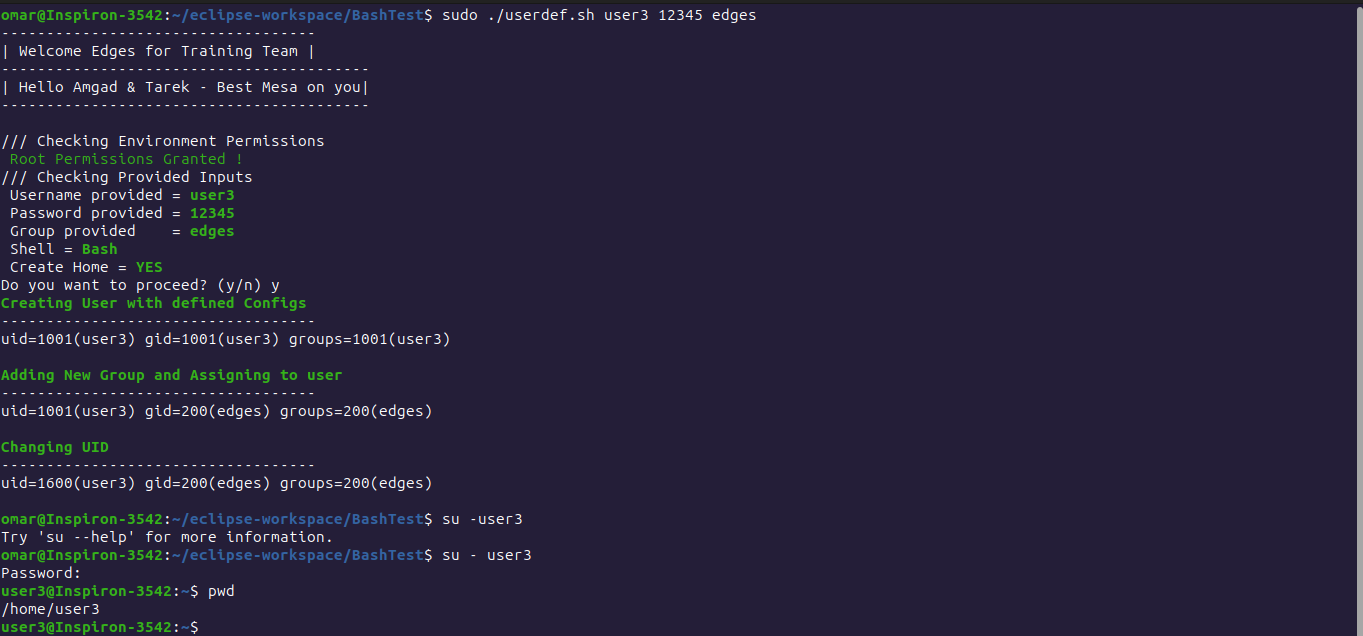 omar@Inspiron-3542:~/eclipse-workspace/BashTest$ sudo ./userdef.sh user3 12345 edges
-----------------------------------
| Welcome Edges for Training Team |
-----------------------------------------
| Hello Amgad & Tarek - Best Mesa on you|
-----------------------------------------
/// Checking Environment Permissions
Root Permissions Granted !
/// Checking Provided Inputs
Username provided = user3
Password provided = 12345
Group provided    = edges
Shell = Bash
Create Home = YES
Do you want to proceed? (y/n) y
Creating User with defined Configs
-----------------------------------
uid=1001(user3) gid=1001(user3) groups=1001(user3)
Adding New Group and Assigning to user
-----------------------------------
uid=1001(user3) gid=200(edges) groups=200(edges)
Changing UID
-----------------------------------
uid=1600(user3) gid=200(edges) groups=200(edges)
omar@Inspiron-3542:~/eclipse-workspace/BashTest$ su -user3
Try 'su --help' for more information.
omar@Inspiron-3542:~/eclipse-workspace/BashTest$ su - user3
Password:
user3@Inspiron-3542:~$ pwd
/home/user3
user3@Inspiron-3542:~$